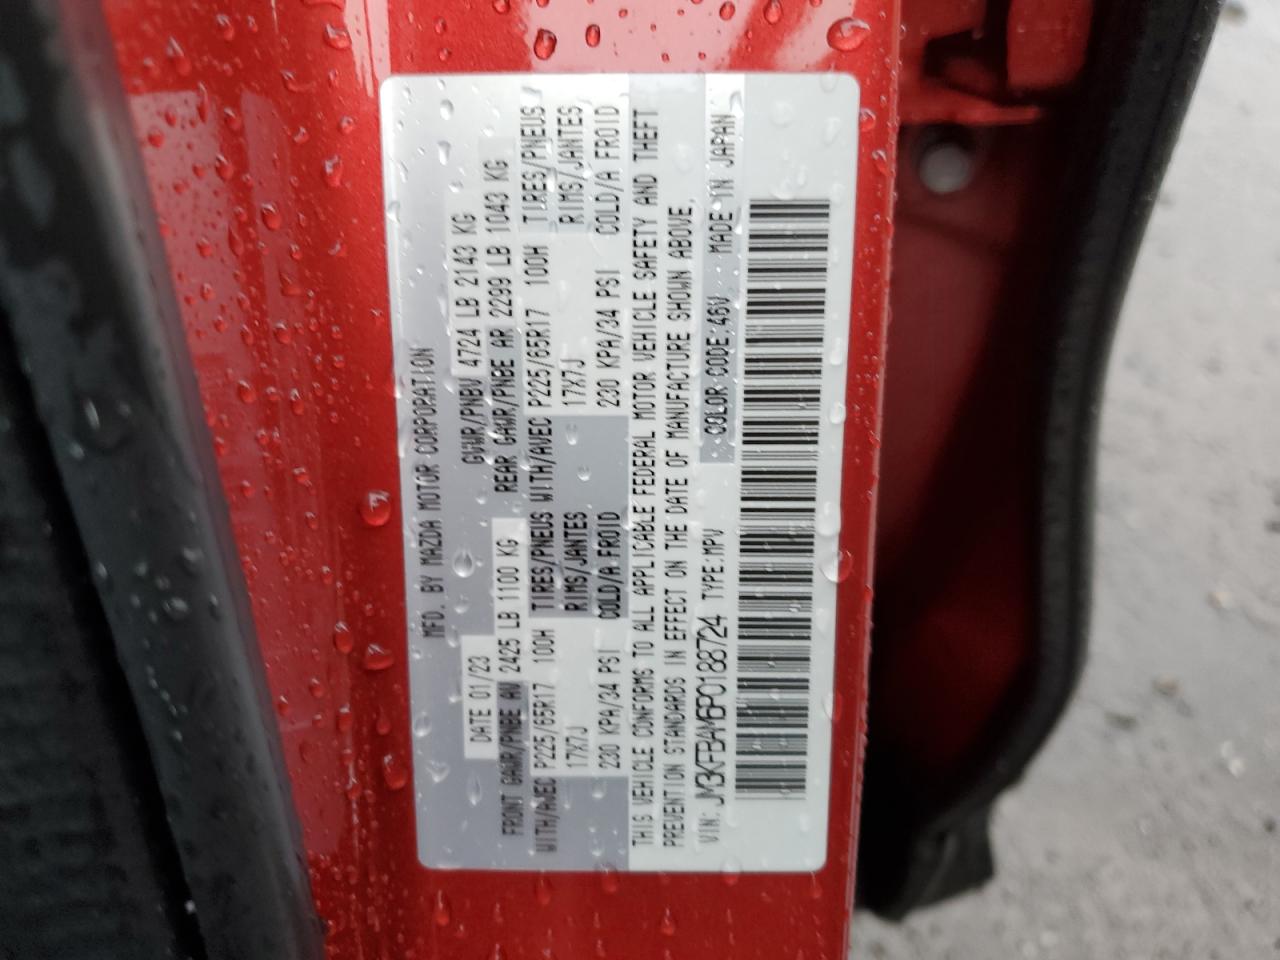 MFD. BY MAZDA MOTOR CORPORATION
DATE 01/23 GVWR/PNBV 4724 LB 2143 KG
FRONT GAWR/PNBE AV 2425 LB 1100 KG REAR GAWR/PNBE AR 2299 LB 1043 KG
WITH/AVEC P225/65R17 100H TIRES/PNEUS WITH/AVEC P225/65R17 100H TIRES/PNEUS
17X7J RIMS/JANTES 17X7J RIMS/JANTES
230 KPA/34 PSI COLD/A FROID 230 KPA/34 PSI COLD/A FROID
THIS VEHICLE CONFORMS TO ALL APPLICABLE FEDERAL MOTOR VEHICLE SAFETY AND THEFT
PREVENTION STANDARDS IN EFFECT ON THE DATE OF MANUFACTURE SHOWN ABOVE.
VIN: JM3KFBAM6P0188724 TYPE:MPV COLOR CODE:46V MADE IN JAPAN